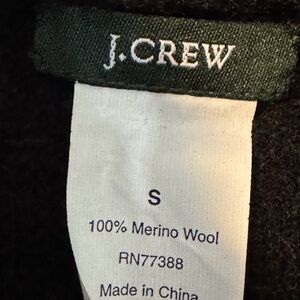 J.CREW
S
100% Merino Wool
RN77388
Made in China